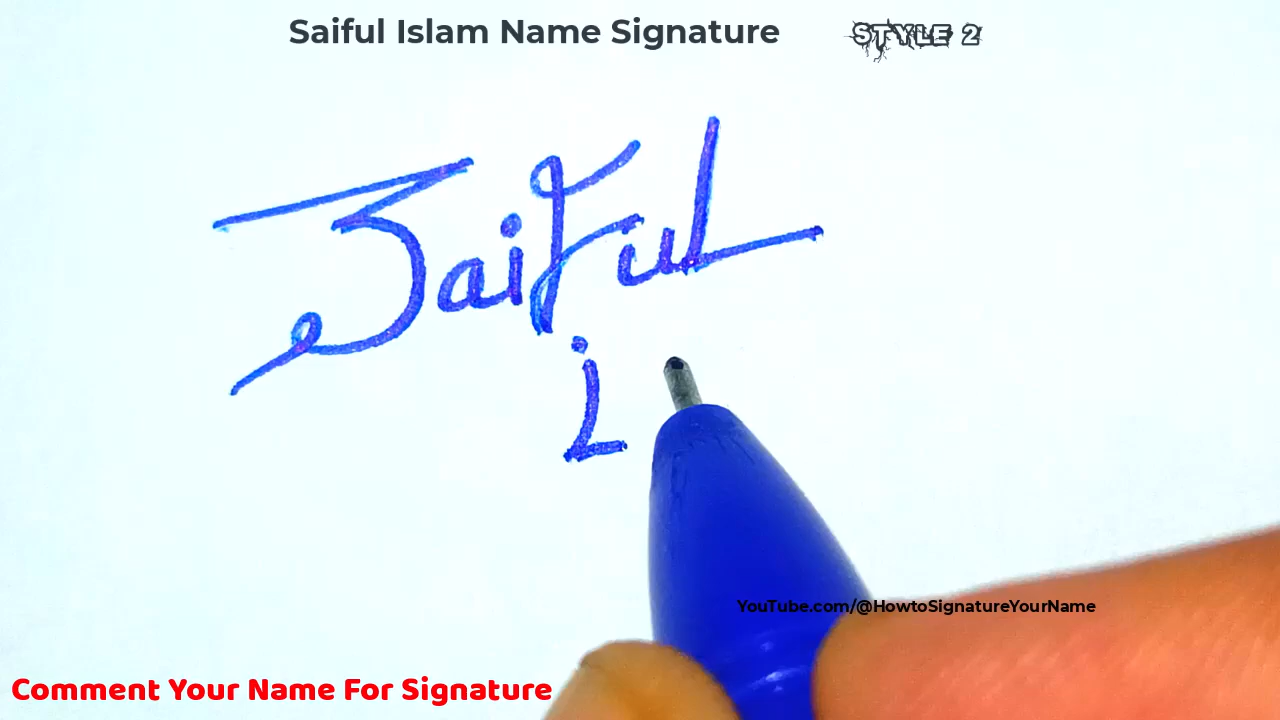 Saiful Islam Name Signature STYLE 2
Saiful
i
YouTube.com/@HowtoSignatureYourName
Comment Your Name For Signature